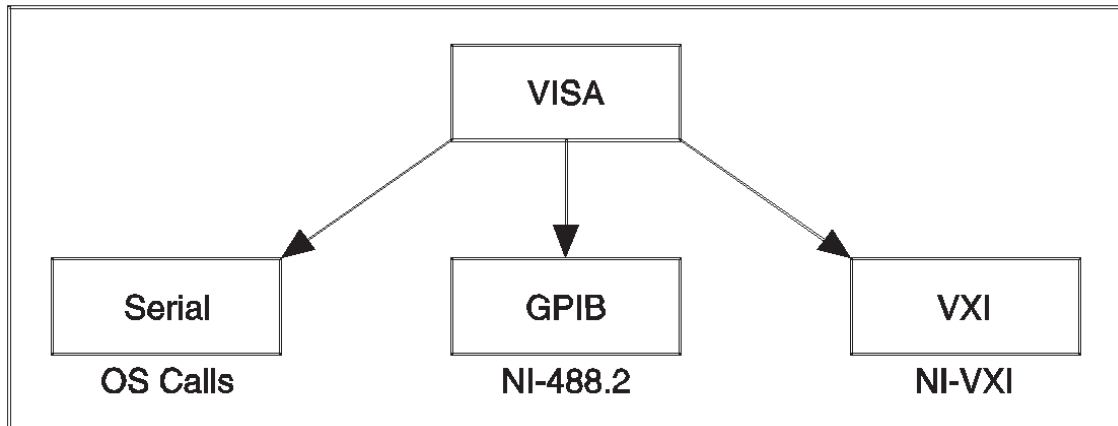 VISA
Serial
GPIB
VXI
OS Calls
NI-488.2
NI-VXI